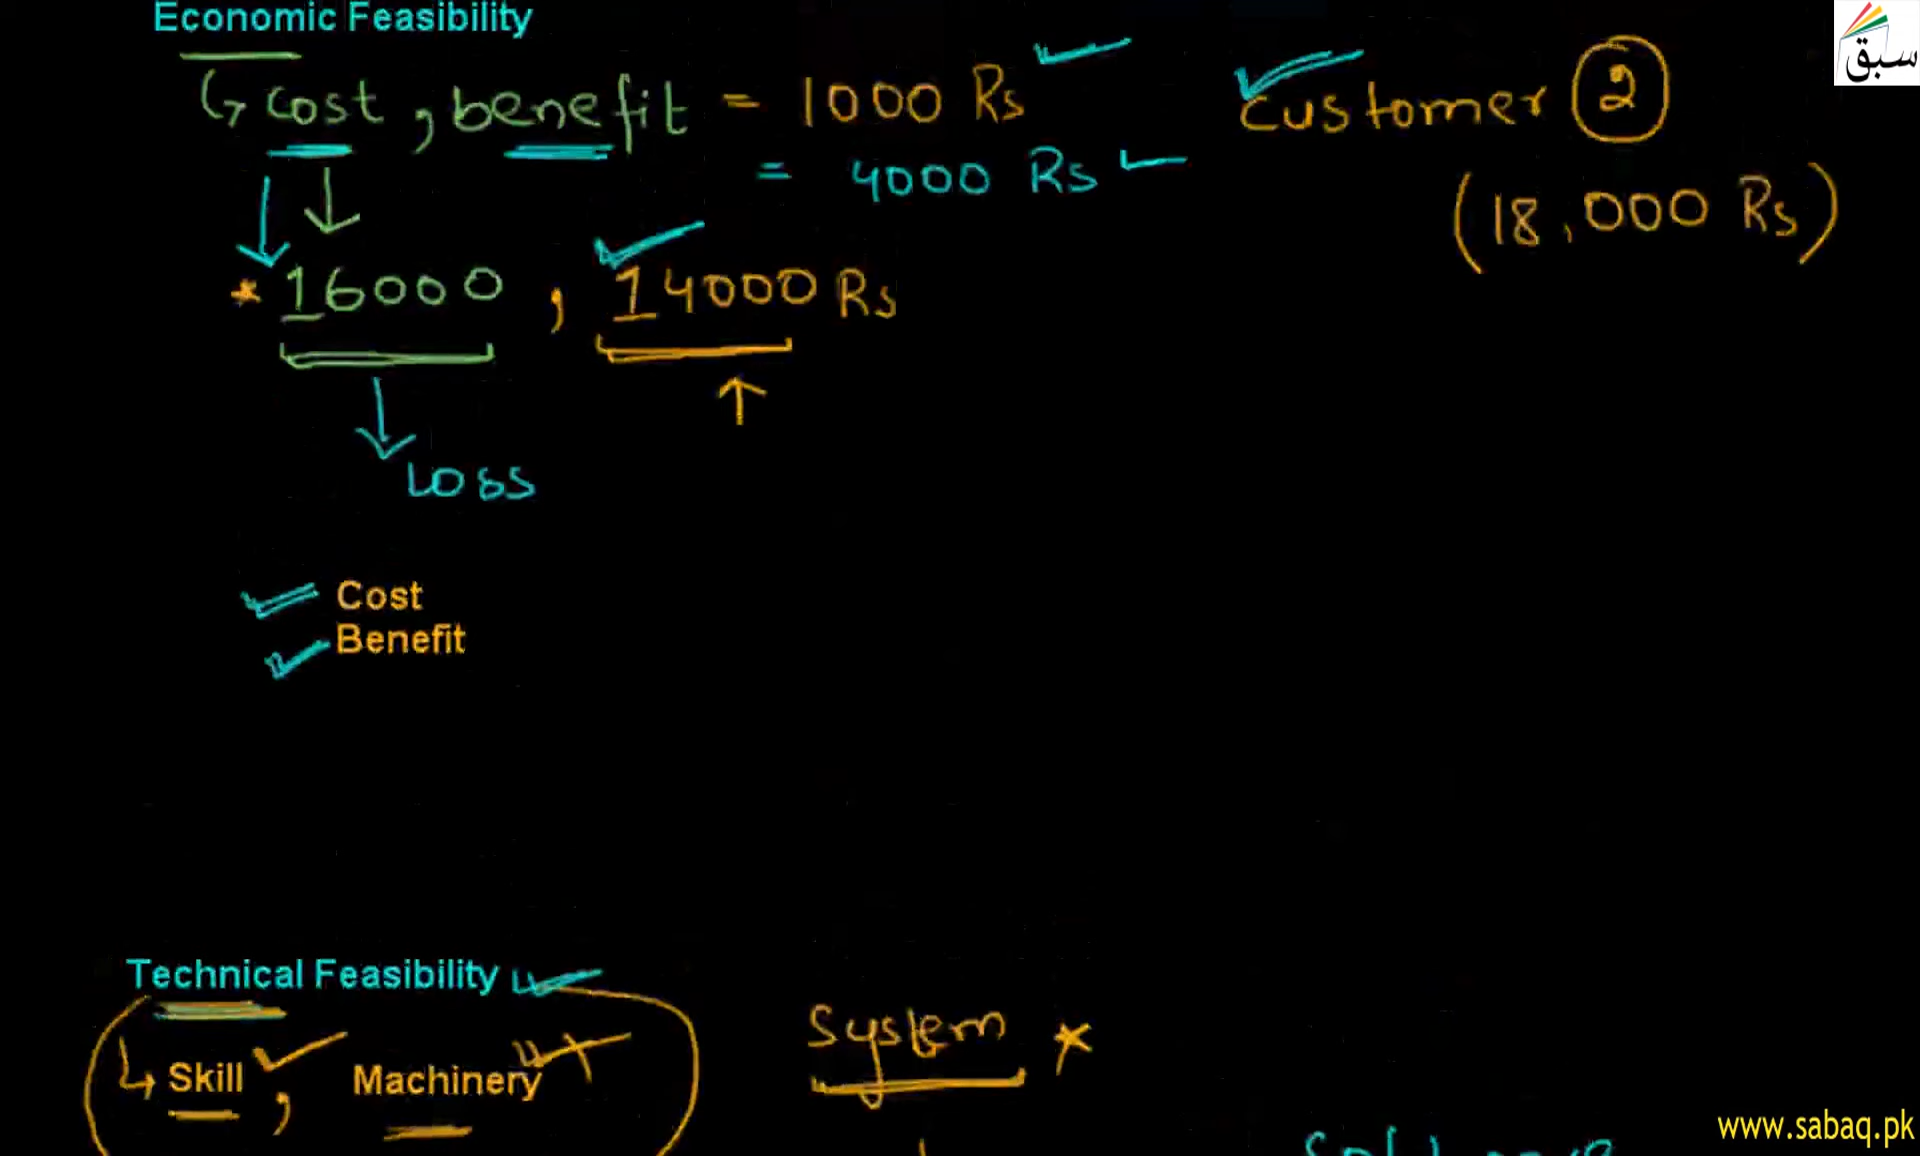 Economic Feasibility
سبق
cost, benefit = 1000 Rs
customer 2
= 4000 Rs
(18,000 Rs)
* 16000, 14000 Rs
Loss
Cost
Benefit
Technical Feasibility
System *
Skill, Machinery
www.sabaq.pk